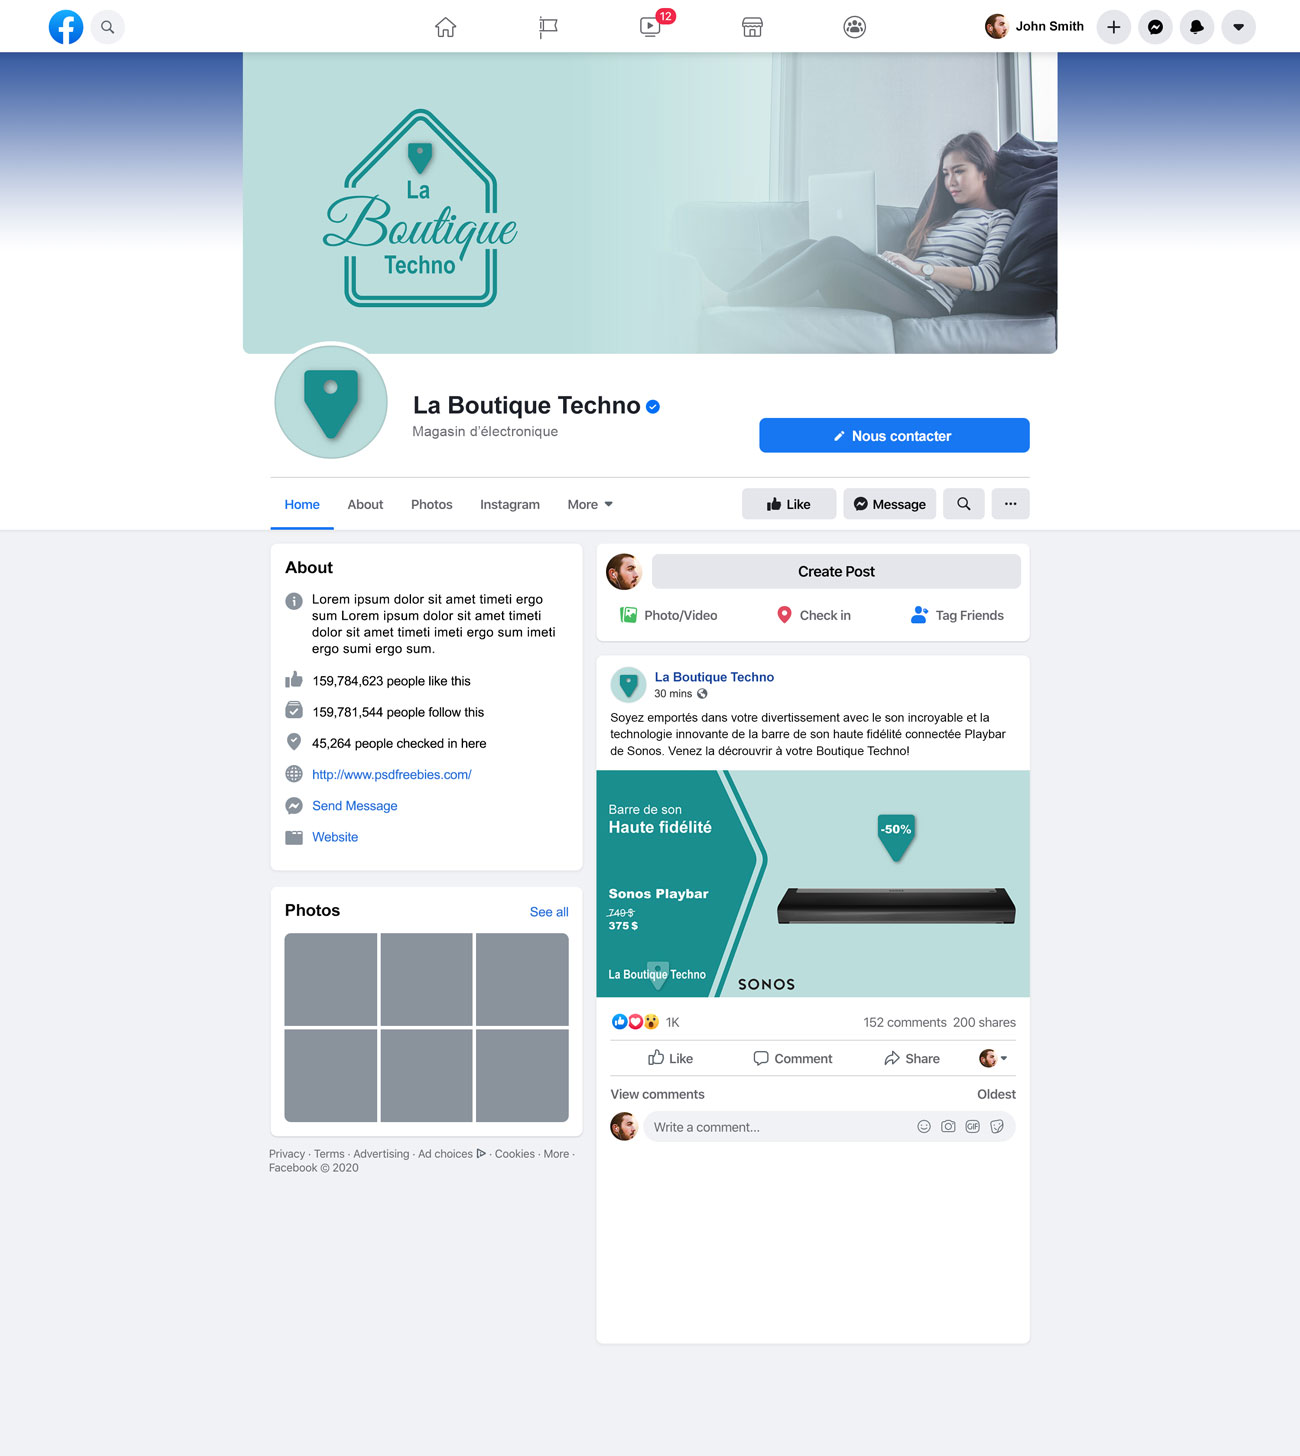 12
John Smith
La
Boutique
Techno
La Boutique Techno
Magasin d'électronique
Nous contacter
Home
About
Photos
Instagram
More
Like
Message
About
Lorem ipsum dolor sit amet timeti ergo
sum Lorem ipsum dolor sit amet timeti
dolor sit amet timeti imeti ergo sum imeti
ergo sumi ergo sum.
159,784,623 people like this
159,781,544 people follow this
45,264 people checked in here
http://www.psdfreebies.com/
Send Message
Website
Photos
See all
Privacy · Terms · Advertising · Ad choices · Cookies · More ·
Facebook © 2020
Create Post
Photo/Video
Check in
Tag Friends
La Boutique Techno
30 mins
Soyez emportés dans votre divertissement avec le son incroyable et la
technologie innovante de la barre de son haute fidélité connectée Playbar
de Sonos. Venez la décrouvrir à votre Boutique Techno!
Barre de son
Haute fidélité
-50%
Sonos Playbar
749 $
375 $
La Boutique Techno
SONOS
1K
152 comments 200 shares
Like
Comment
Share
View comments
Oldest
Write a comment...
GIF